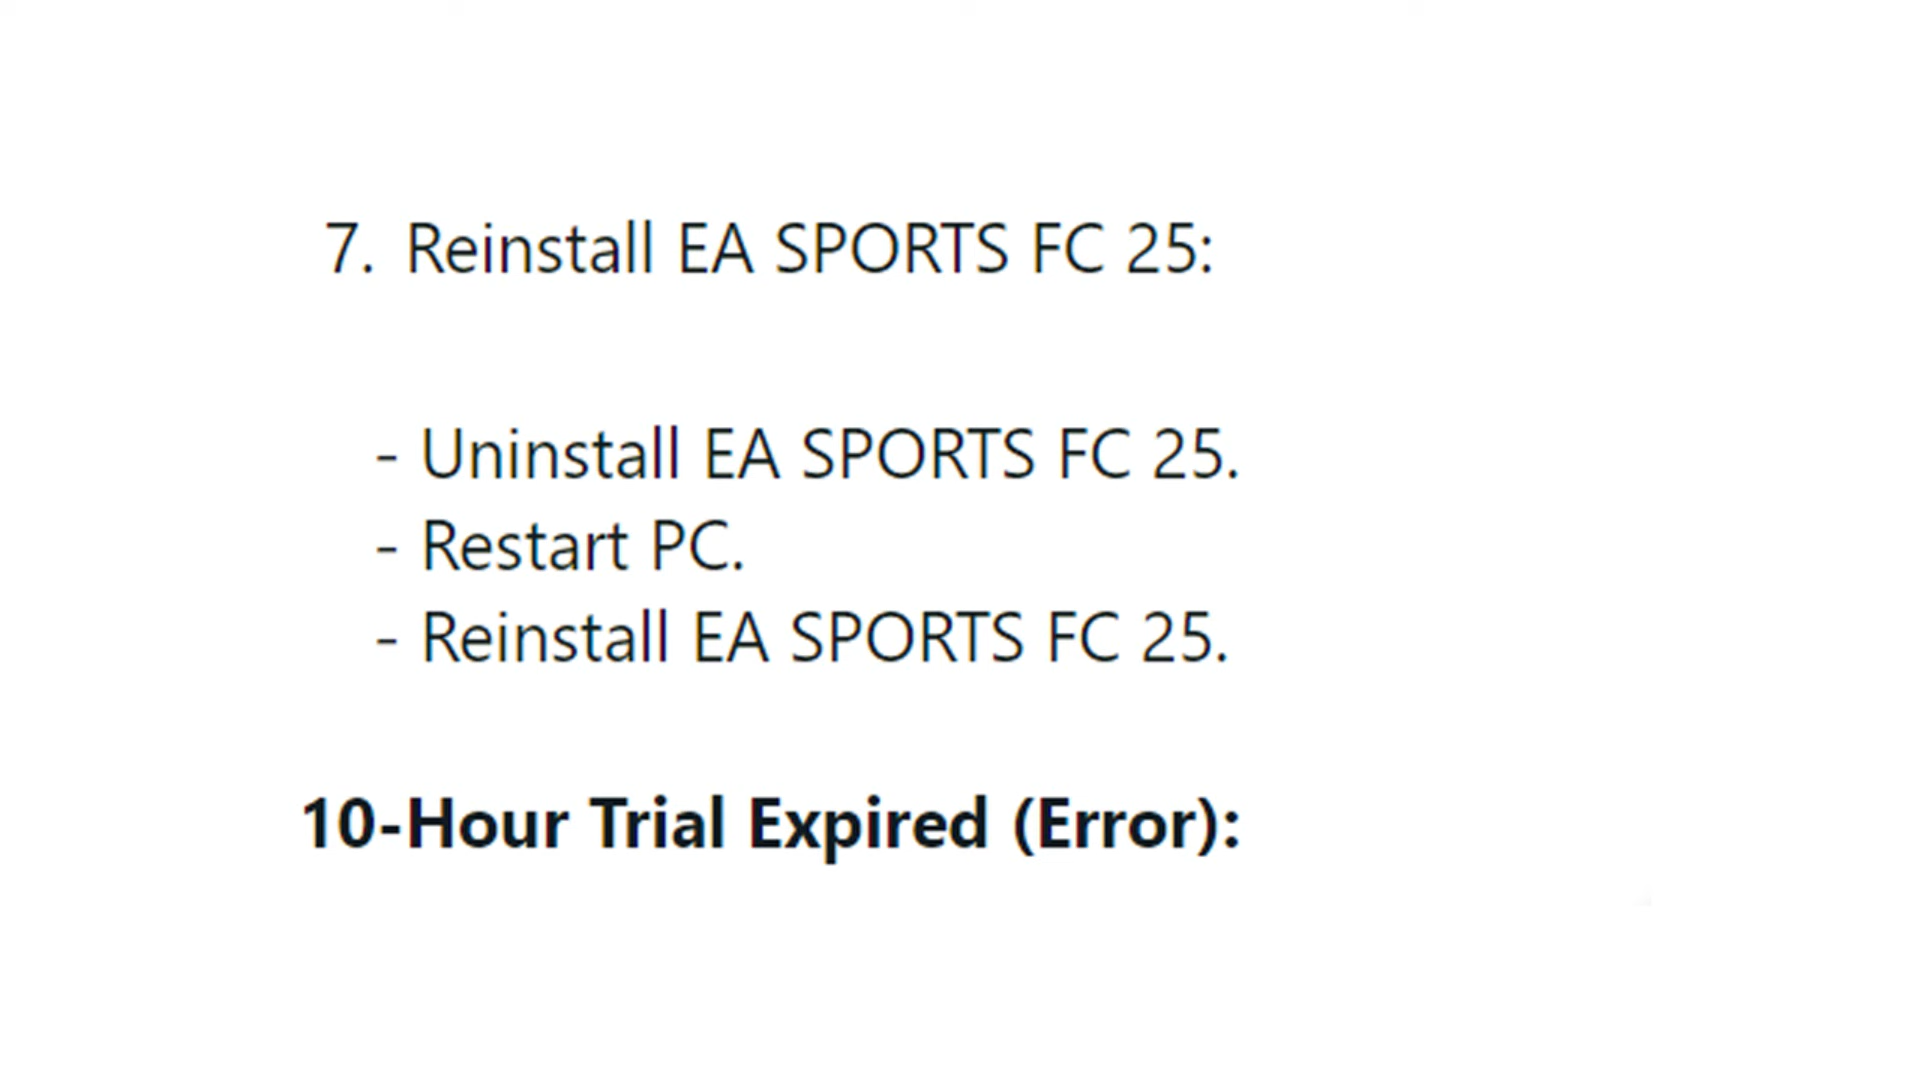 7. Reinstall EA SPORTS FC 25:
- Uninstall EA SPORTS FC 25.
- Restart PC.
- Reinstall EA SPORTS FC 25.
10-Hour Trial Expired (Error):